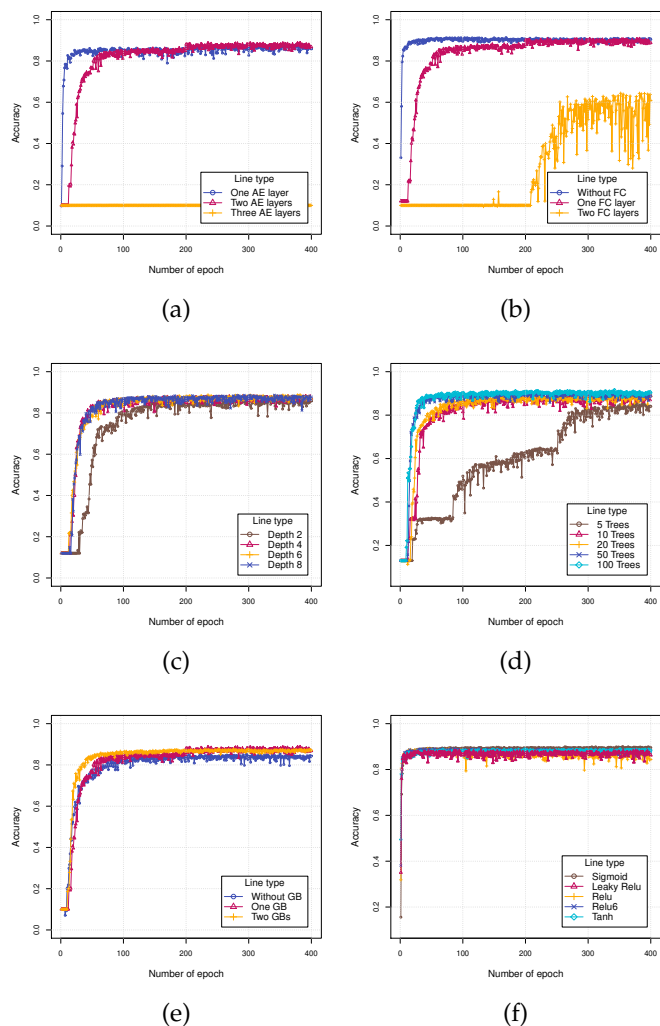 1.0
0.8
0.6
0.4
0.2
0.0
Accuracy
Line type
One AE layer
Two AE layers
Three AE layers
0 100 200 300 400
Number of epoch
(a)
1.0
0.8
0.6
0.4
0.2
0.0
Accuracy
Line type
Without FC
One FC layer
Two FC layers
0 100 200 300 400
Number of epoch
(b)
1.0
0.8
0.6
0.4
0.2
0.0
Accuracy
Line type
Depth 2
Depth 4
Depth 6
Depth 8
0 100 200 300 400
Number of epoch
(c)
1.0
0.8
0.6
0.4
0.2
Accuracy
Line type
5 Trees
10 Trees
20 Trees
50 Trees
100 Trees
0 100 200 300 400
Number of epoch
(d)
1.0
0.8
0.6
0.4
0.2
0.0
Accuracy
Line type
Without GB
One GB
Two GBs
0 100 200 300 400
Number of epoch
(e)
1.0
0.8
0.6
0.4
0.2
Accuracy
Line type
Sigmoid
Leaky Relu
Relu
Relu6
Tanh
0 100 200 300 400
Number of epoch
(f)